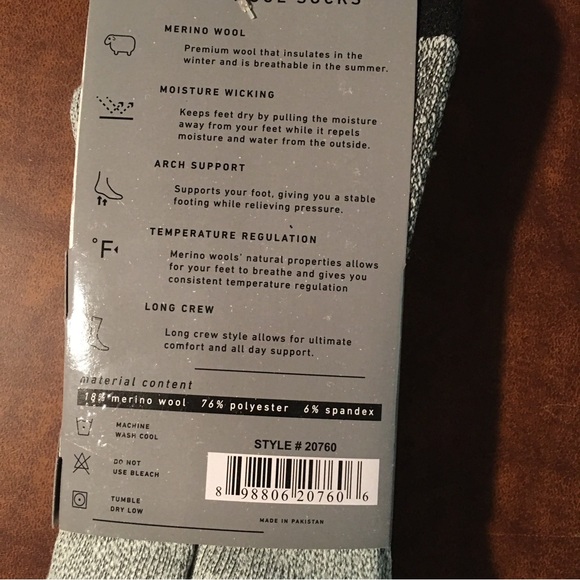 SOCKS
MERINO WOOL
Premium wool that insulates in the
winter and is breathable in the summer.
MOISTURE WICKING
Keeps feet dry by pulling the moisture
away from your feet while it repels
moisture and water from the outside.
ARCH SUPPORT
Supports your foot, giving you a stable
footing while relieving pressure.
°F
TEMPERATURE REGULATION
Merino wools' natural properties allows
for your feet to breathe and gives you
consistent temperature regulation
LONG CREW
Long crew style allows for ultimate
comfort and all day support.
material content
18% merino wool 76% polyester 6% spandex
MACHINE
WASH COOL
DO NOT
USE BLEACH
TUMBLE
DRY LOW
STYLE # 20760
8 98806 20760 6
MADE IN PAKISTAN